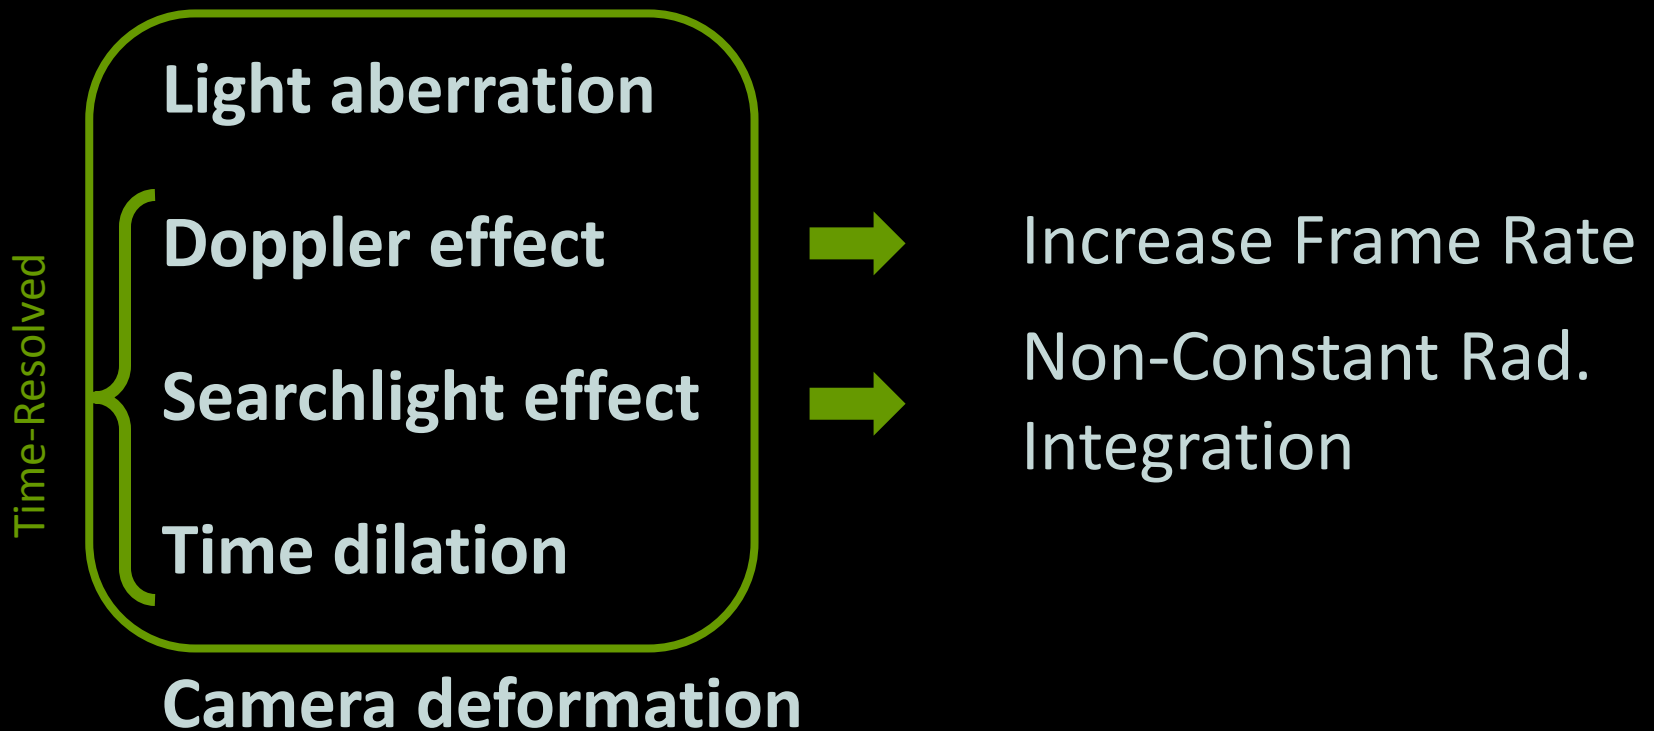 Time-Resolved
Light aberration
Doppler effect
Searchlight effect
Time dilation
Camera deformation
Increase Frame Rate
Non-Constant Rad.
Integration